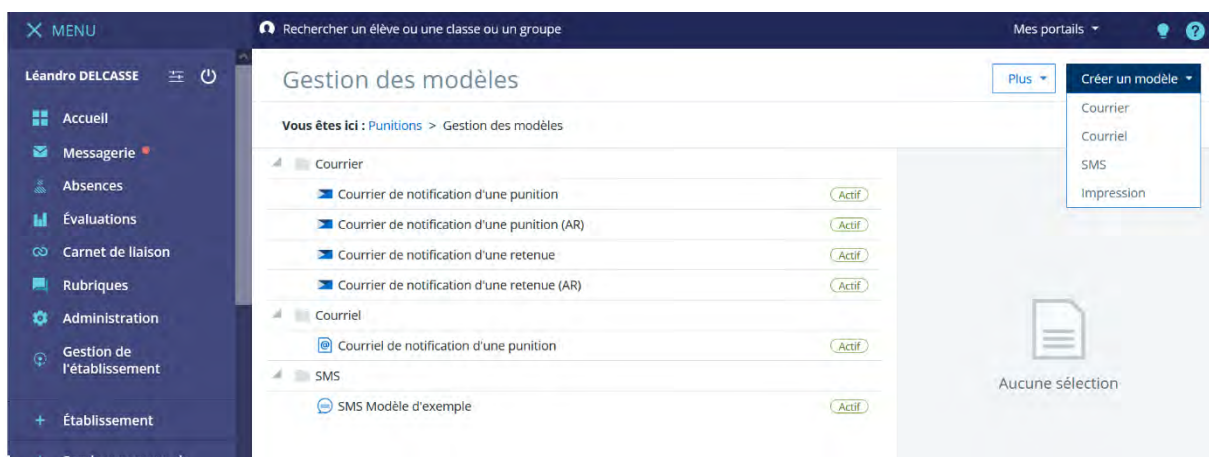 MENU
Rechercher un élève ou une classe ou un groupe
Mes portails
?
Léandro DELCASSE
Accueil
Messagerie
Absences
Évaluations
Carnet de liaison
Rubriques
Administration
Gestion de
l'établissement
+ Établissement
Gestion des modèles
Plus
Créer un modèle
Courrier
Courriel
SMS
Impression
Vous êtes ici : Punitions > Gestion des modèles
Courrier
Courrier de notification d'une punition Actif
Courrier de notification d'une punition (AR) Actif
Courrier de notification d'une retenue Actif
Courrier de notification d'une retenue (AR) Actif
Courriel
@ Courriel de notification d'une punition Actif
SMS
SMS Modèle d'exemple Actif
Aucune sélection